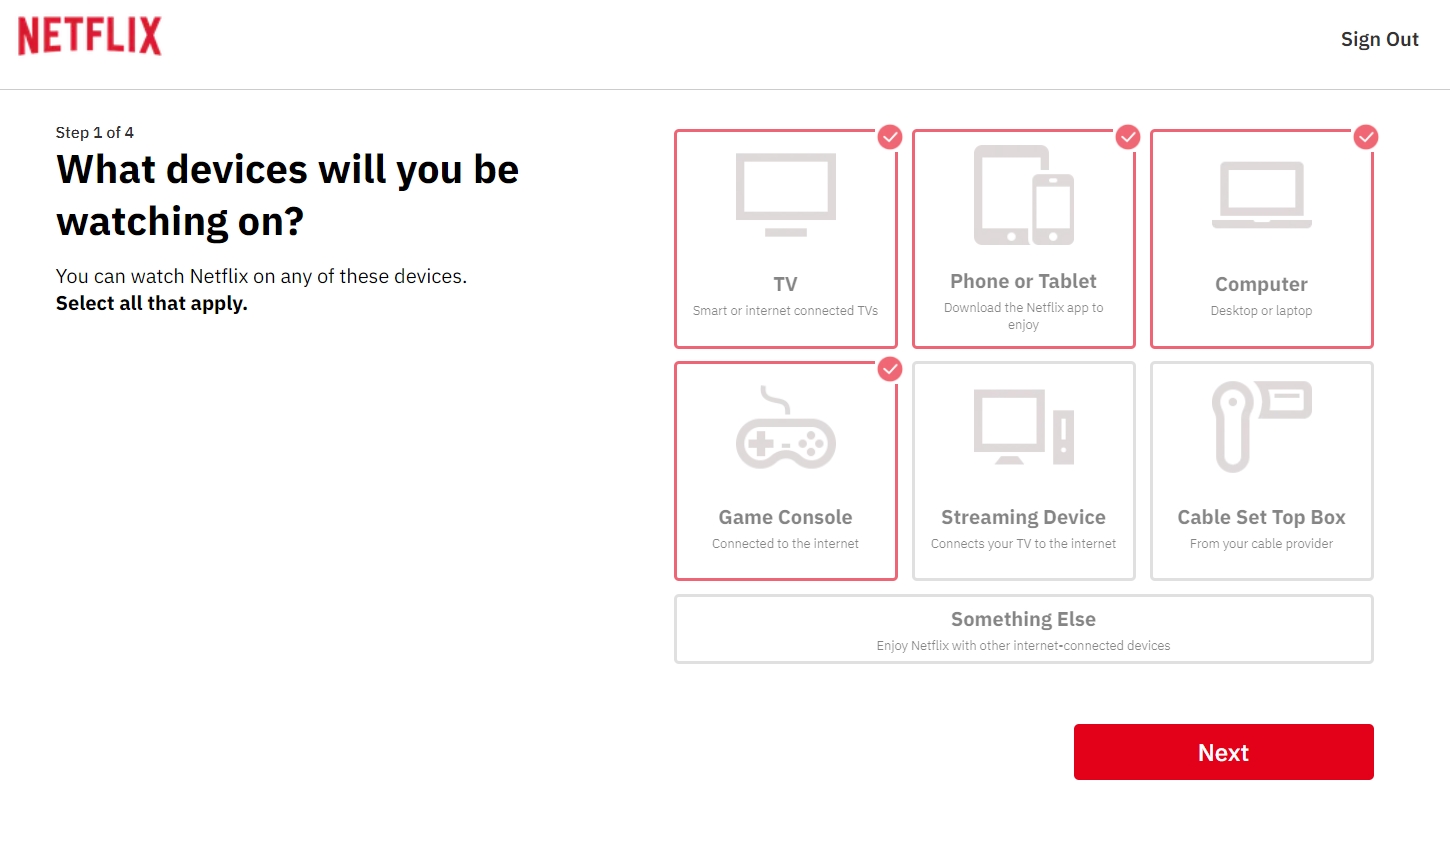 NETFLIX
Sign Out
Step 1 of 4
What devices will you be
watching on?
You can watch Netflix on any of these devices.
Select all that apply.
TV
Smart or internet connected TVs
Phone or Tablet
Download the Netflix app to
enjoy
Computer
Desktop or laptop
Game Console
Connected to the internet
Streaming Device
Connects your TV to the internet
Cable Set Top Box
From your cable provider
Something Else
Enjoy Netflix with other internet-connected devices
Next